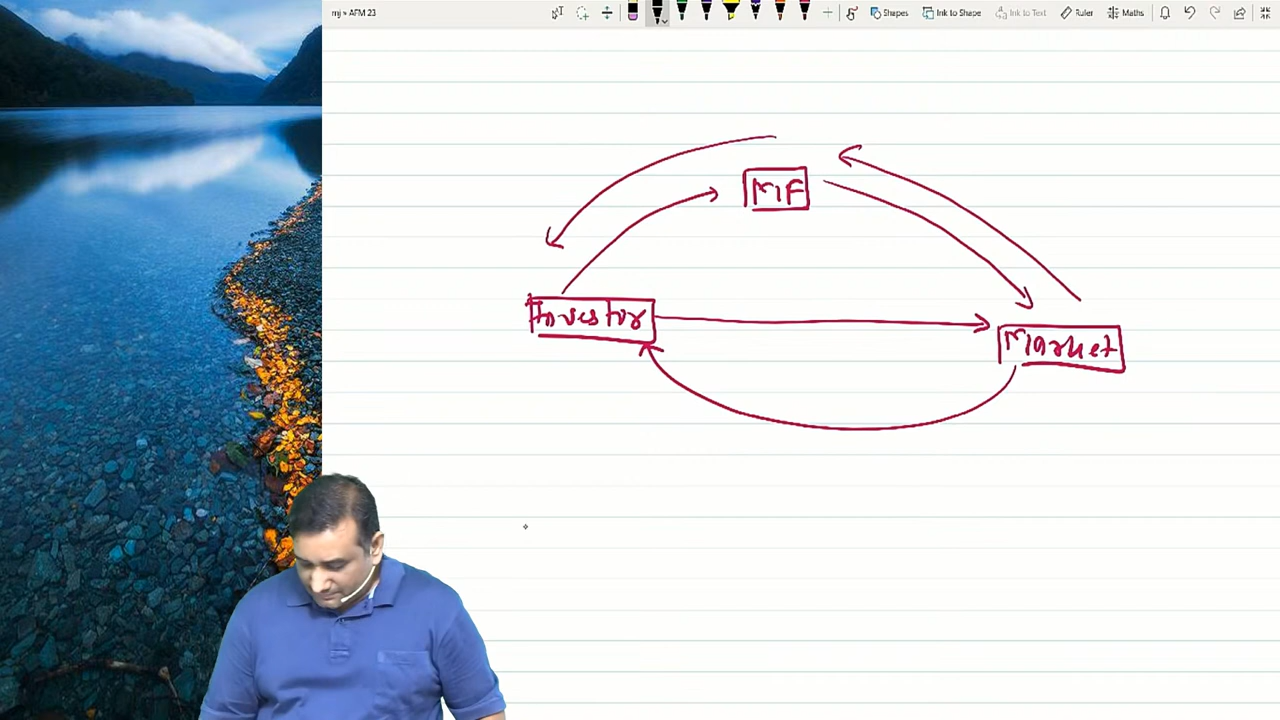 mj » AFM 23
Shapes
Ink to Shape
Ink to Text
Ruler
Maths
MF
Investor
Market